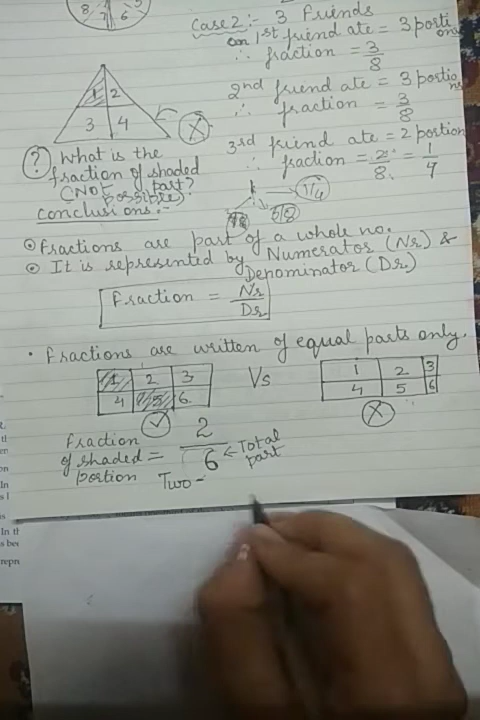 8 7 6 5
Case 2:- 3 friends
1st friend ate = 3 portions
∴ fraction = 3/8
2nd friend ate = 3 portions
∴ fraction = 3/8
3rd friend ate = 2 portion
∴ fraction = 2/8 = 1/4
1 2
3 4
? What is the
fraction of shaded
part?
(Not possible)
1/4
3/8
Conclusions:-
Fractions are part of a whole no.
It is represented by Numerator (Nr) &
Denominator (Dr)
Fraction = Nr/Dr
Fractions are written of equal parts only.
1 2 3
4 5 6
Vs
1 2 3
4 5 6
Fraction
of shaded = 2/6 ← Total
portion part
Two -